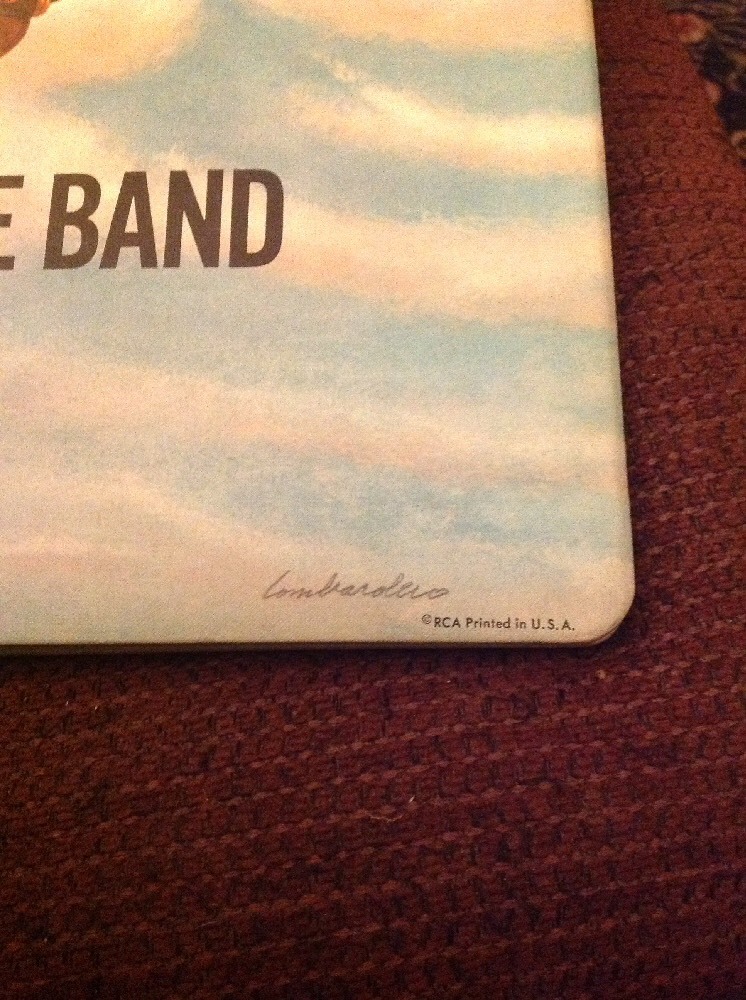 E BAND
Lombardero
©RCA Printed in U.S.A.